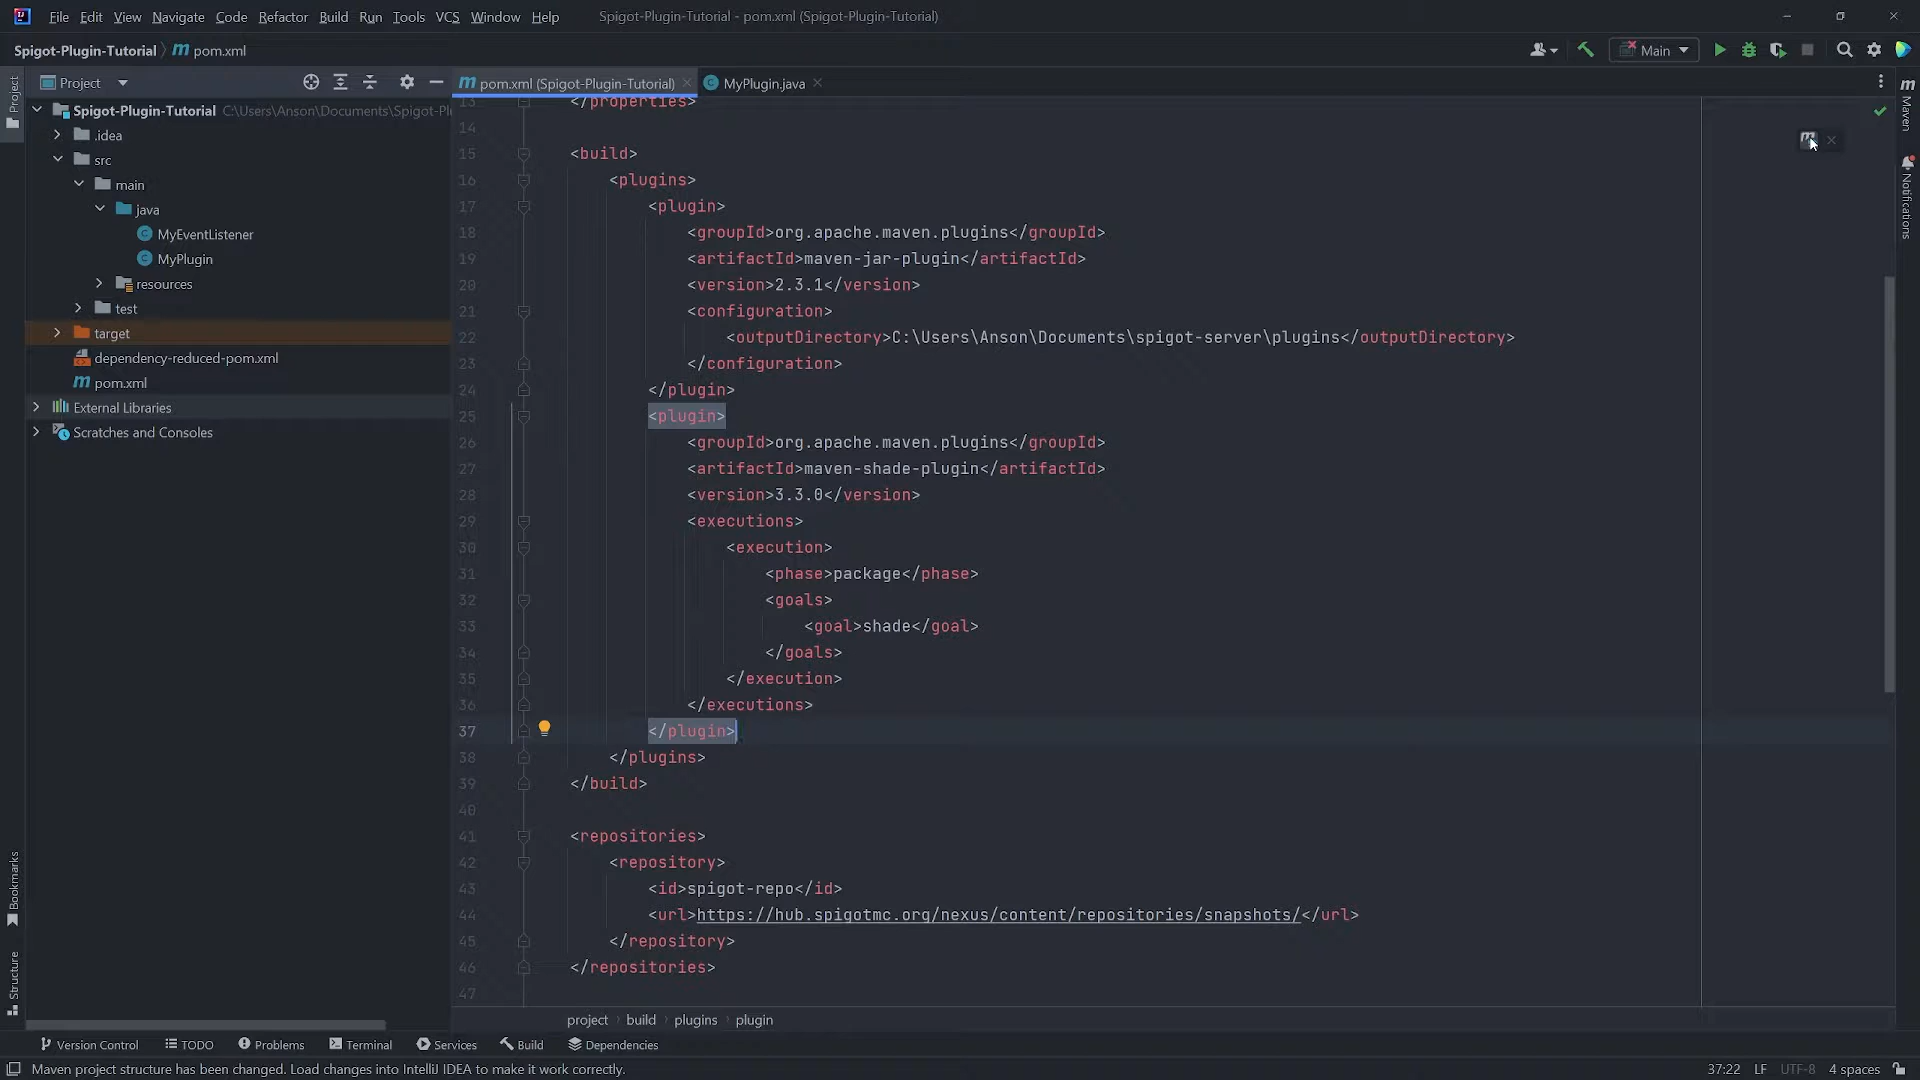 File Edit View Navigate Code Refactor Build Run Tools VCS Window Help Spigot-Plugin-Tutorial - pom.xml (Spigot-Plugin-Tutorial)
Spigot-Plugin-Tutorial pom.xml Main
Project
pom.xml (Spigot-Plugin-Tutorial) MyPlugin.java
Project
Spigot-Plugin-Tutorial C:\Users\Anson\Documents\Spigot-Pl
.idea
src
main
java
MyEventListener
MyPlugin
resources
test
target
dependency-reduced-pom.xml
pom.xml
External Libraries
Scratches and Consoles
Bookmarks
Structure
13 </properties>
14
15 <build>
16 <plugins>
17 <plugin>
18 <groupId>org.apache.maven.plugins</groupId>
19 <artifactId>maven-jar-plugin</artifactId>
20 <version>2.3.1</version>
21 <configuration>
22 <outputDirectory>C:\Users\Anson\Documents\spigot-server\plugins</outputDirectory>
23 </configuration>
24 </plugin>
25 <plugin>
26 <groupId>org.apache.maven.plugins</groupId>
27 <artifactId>maven-shade-plugin</artifactId>
28 <version>3.3.0</version>
29 <executions>
30 <execution>
31 <phase>package</phase>
32 <goals>
33 <goal>shade</goal>
34 </goals>
35 </execution>
36 </executions>
37 </plugin>
38 </plugins>
39 </build>
40
41 <repositories>
42 <repository>
43 <id>spigot-repo</id>
44 <url>https://hub.spigotmc.org/nexus/content/repositories/snapshots/</url>
45 </repository>
46 </repositories>
47
Maven
Notifications
project build plugins plugin
Version Control TODO Problems Terminal Services Build Dependencies
Maven project structure has been changed. Load changes into IntelliJ IDEA to make it work correctly. 37:22 LF UTF-8 4 spaces